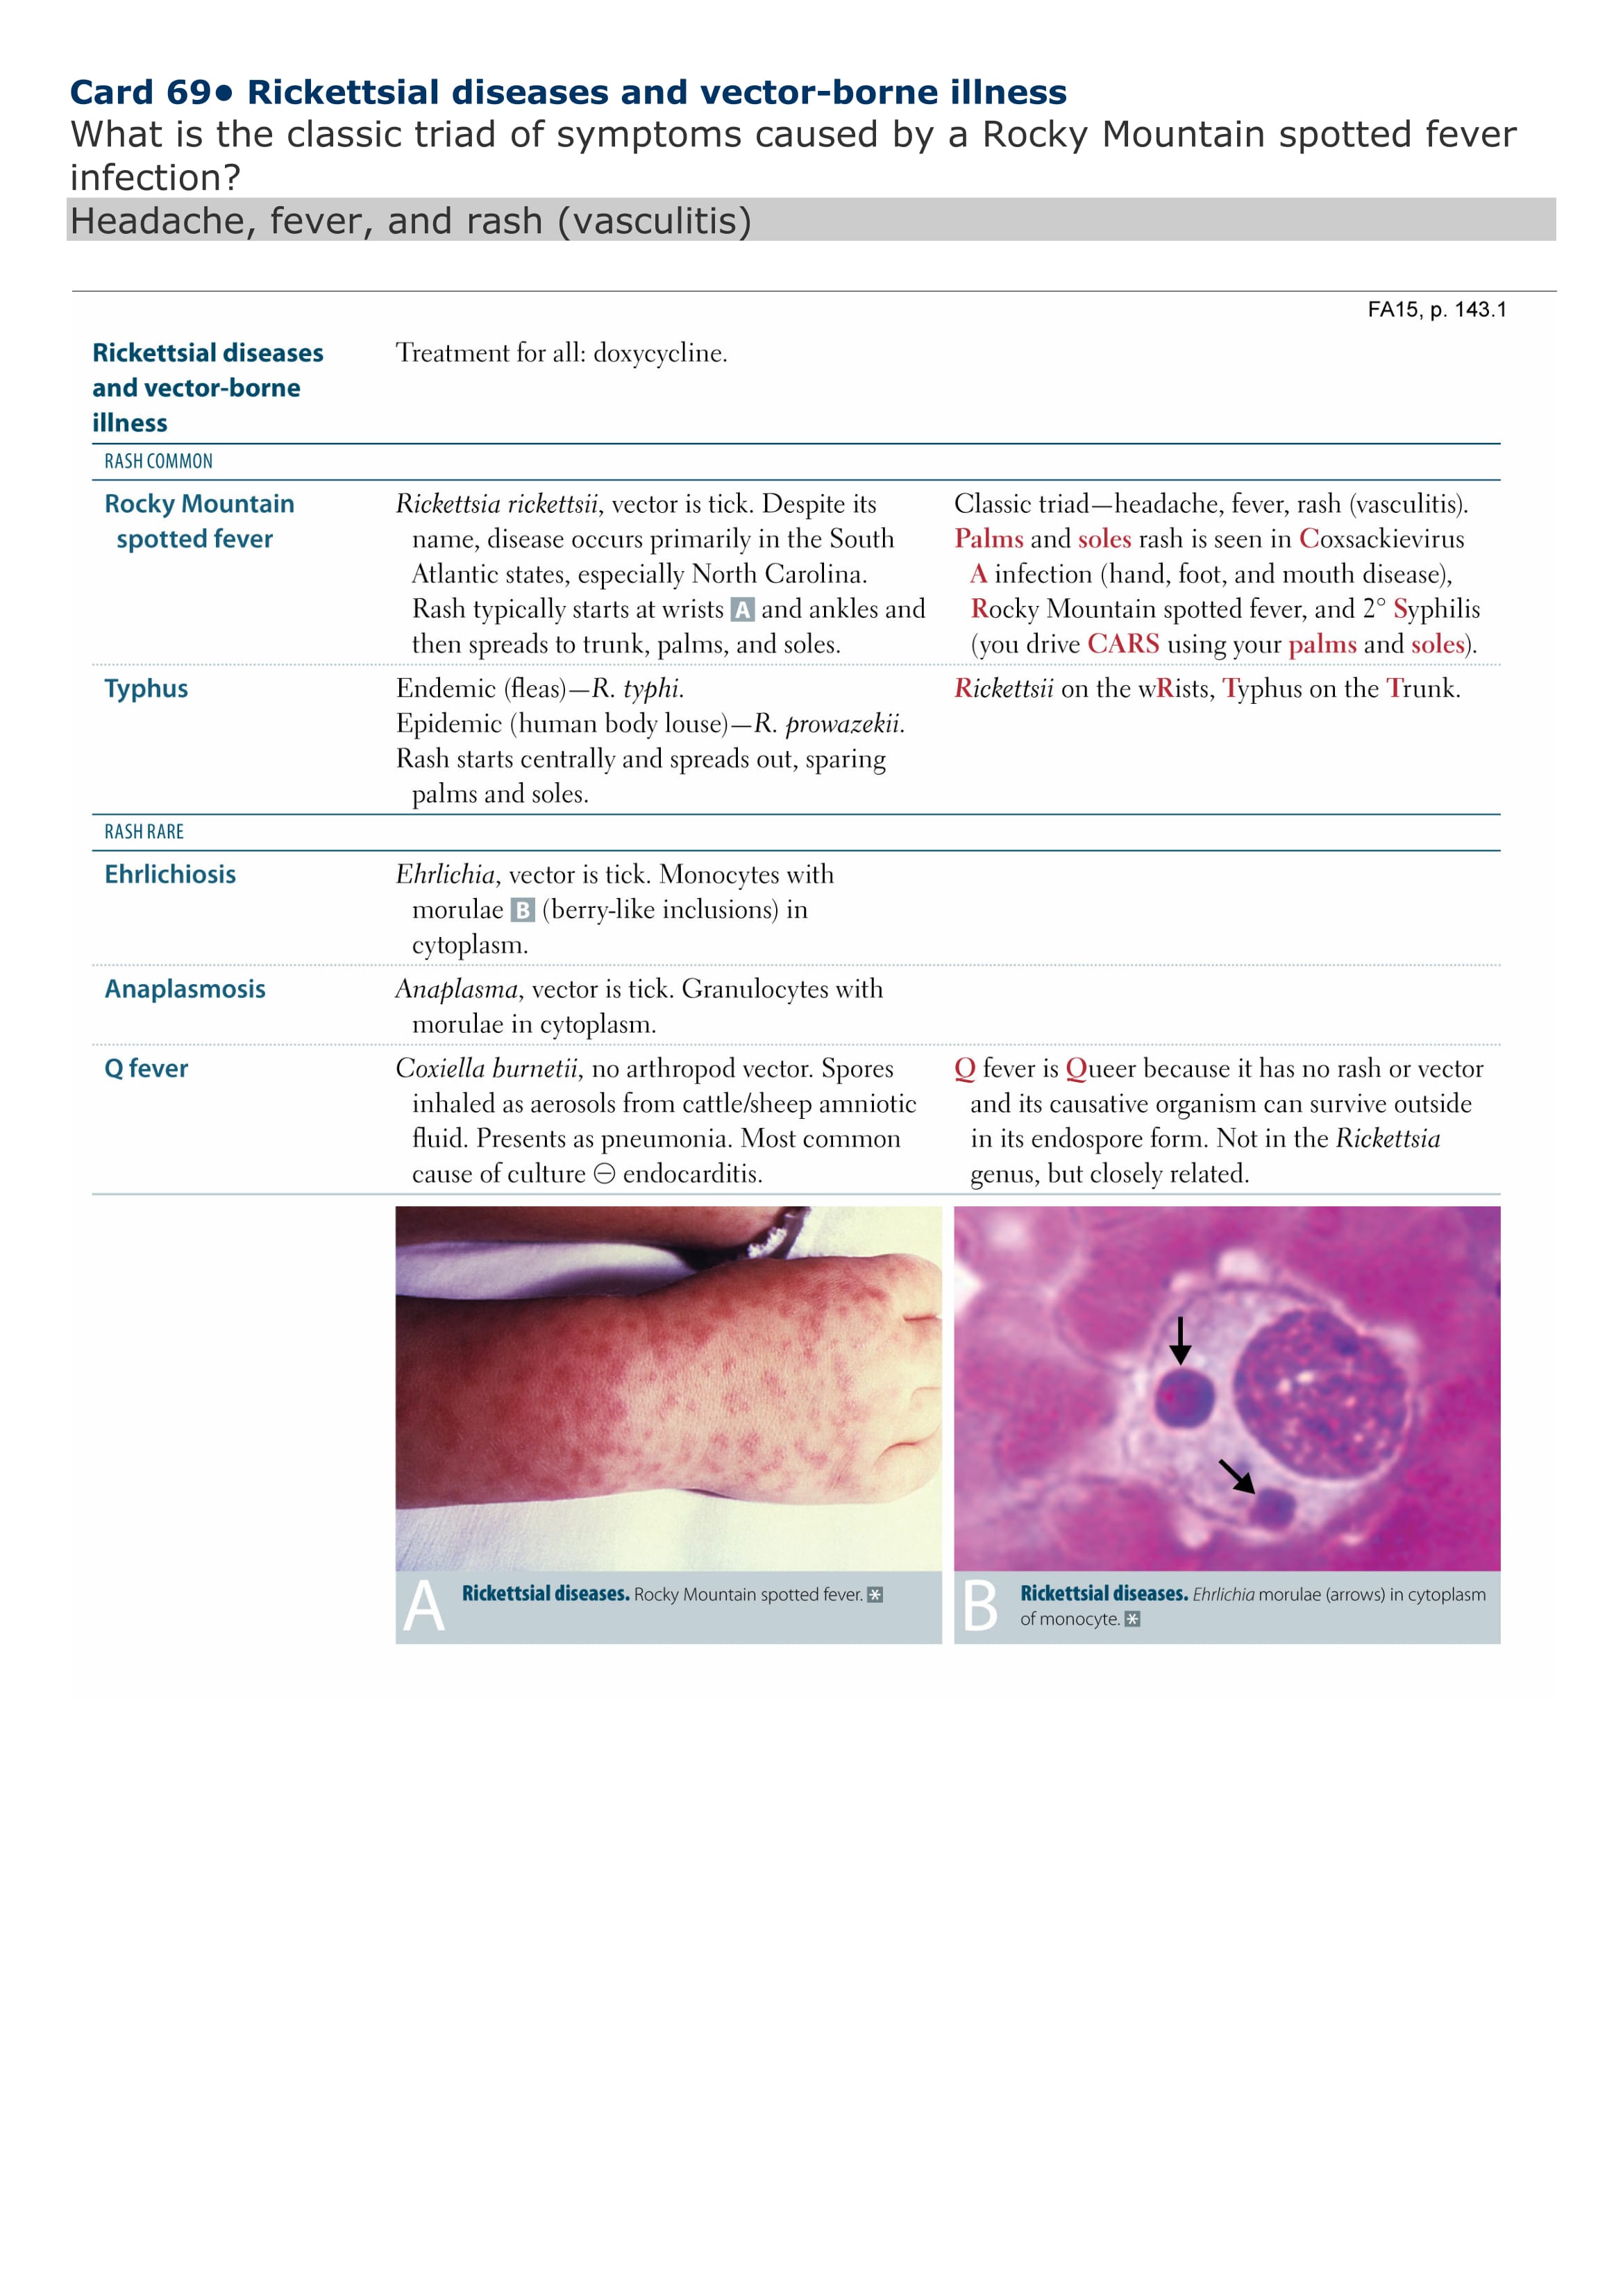 Card 69● Rickettsial diseases and vector-borne illness
What is the classic triad of symptoms caused by a Rocky Mountain spotted fever
infection?
Headache, fever, and rash (vasculitis)
FA15, p. 143.1
Rickettsial diseases
and vector-borne
illness
Treatment for all: doxycycline.
RASH COMMON
Rocky Mountain
spotted fever
Rickettsia rickettsii, vector is tick. Despite its
name, disease occurs primarily in the South
Atlantic states, especially North Carolina.
Rash typically starts at wrists A and ankles and
then spreads to trunk, palms, and soles.
Classic triad—headache, fever, rash (vasculitis).
Palms and soles rash is seen in Coxsackievirus
A infection (hand, foot, and mouth disease),
Rocky Mountain spotted fever, and 2° Syphilis
(you drive CARS using your palms and soles).
Typhus
Endemic (fleas)—R. typhi.
Epidemic (human body louse)—R. prowazekii.
Rash starts centrally and spreads out, sparing
palms and soles.
Rickettsii on the wRists, Typhus on the Trunk.
RASH RARE
Ehrlichiosis
Ehrlichia, vector is tick. Monocytes with
morulae B (berry-like inclusions) in
cytoplasm.
Anaplasmosis
Anaplasma, vector is tick. Granulocytes with
morulae in cytoplasm.
Q fever
Coxiella burnetii, no arthropod vector. Spores
inhaled as aerosols from cattle/sheep amniotic
fluid. Presents as pneumonia. Most common
cause of culture ⊖ endocarditis.
Q fever is Queer because it has no rash or vector
and its causative organism can survive outside
in its endospore form. Not in the Rickettsia
genus, but closely related.
A Rickettsial diseases. Rocky Mountain spotted fever. *
B Rickettsial diseases. Ehrlichia morulae (arrows) in cytoplasm
of monocyte. *